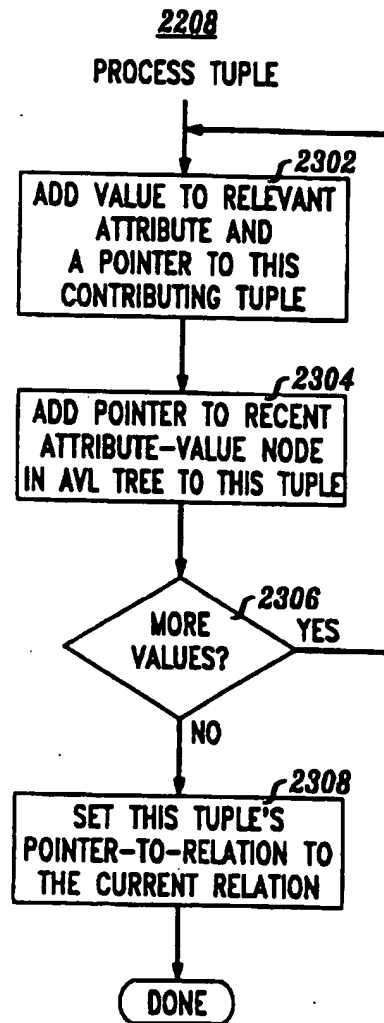 2208
PROCESS TUPLE
2302
ADD VALUE TO RELEVANT
ATTRIBUTE AND
A POINTER TO THIS
CONTRIBUTING TUPLE
2304
ADD POINTER TO RECENT
ATTRIBUTE-VALUE NODE
IN AVL TREE TO THIS TUPLE
2306
MORE
VALUES?
YES
NO
2308
SET THIS TUPLE'S
POINTER-TO-RELATION TO
THE CURRENT RELATION
DONE